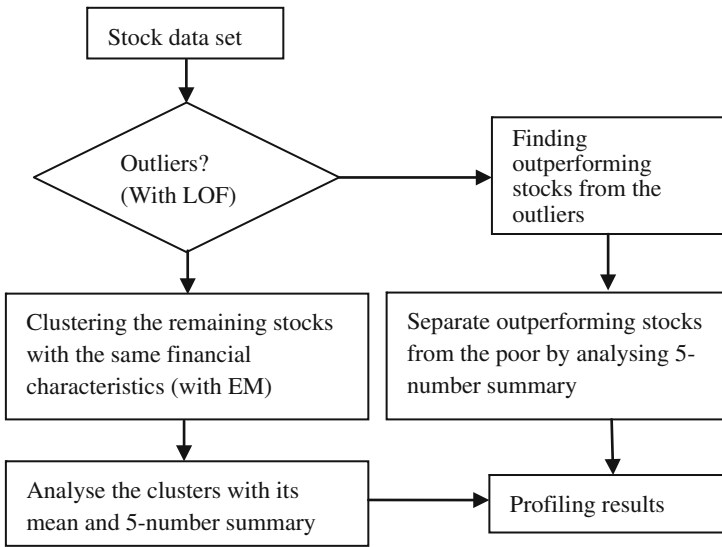 Stock data set
Outliers?
(With LOF)
Finding
outperforming
stocks from the
outliers
Clustering the remaining stocks
with the same financial
characteristics (with EM)
Separate outperforming stocks
from the poor by analysing 5-
number summary
Analyse the clusters with its
mean and 5-number summary
Profiling results